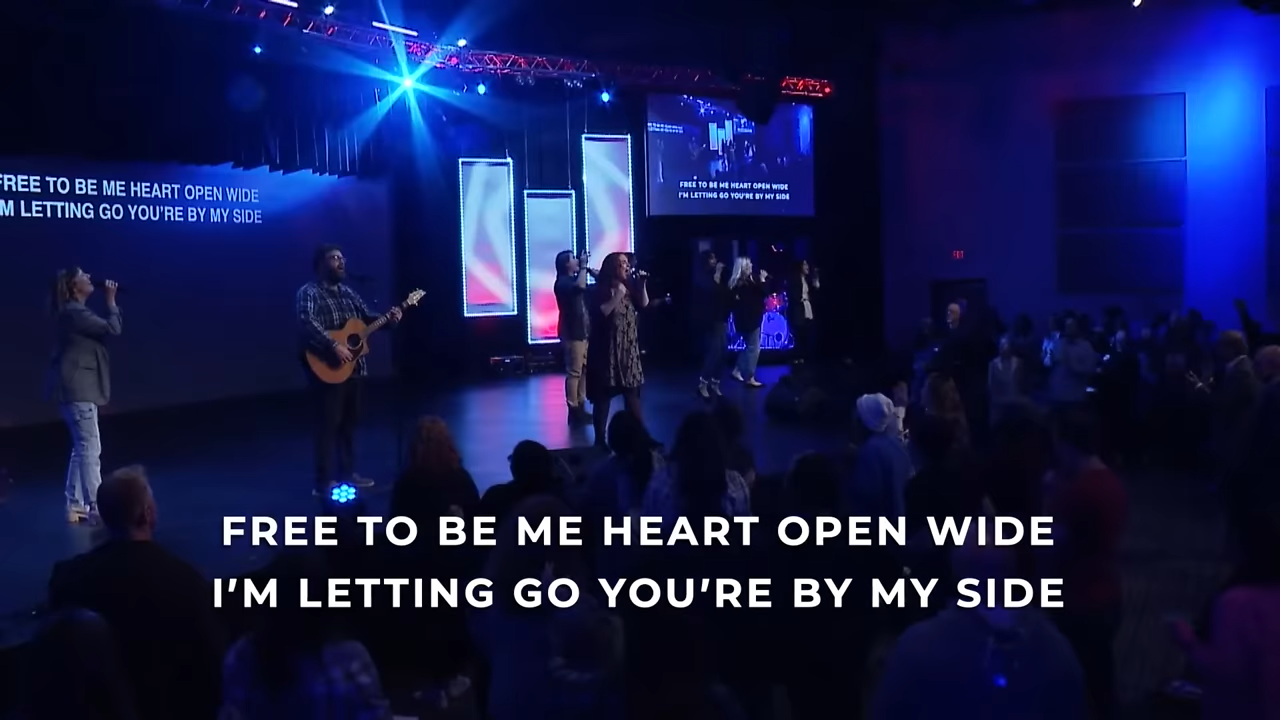 FREE TO BE ME HEART OPEN WIDE
'M LETTING GO YOU'RE BY MY SIDE
FREE TO BE ME HEART OPEN WIDE
I'M LETTING GO YOU'RE BY MY SIDE
EXIT
FREE TO BE ME HEART OPEN WIDE
I'M LETTING GO YOU'RE BY MY SIDE